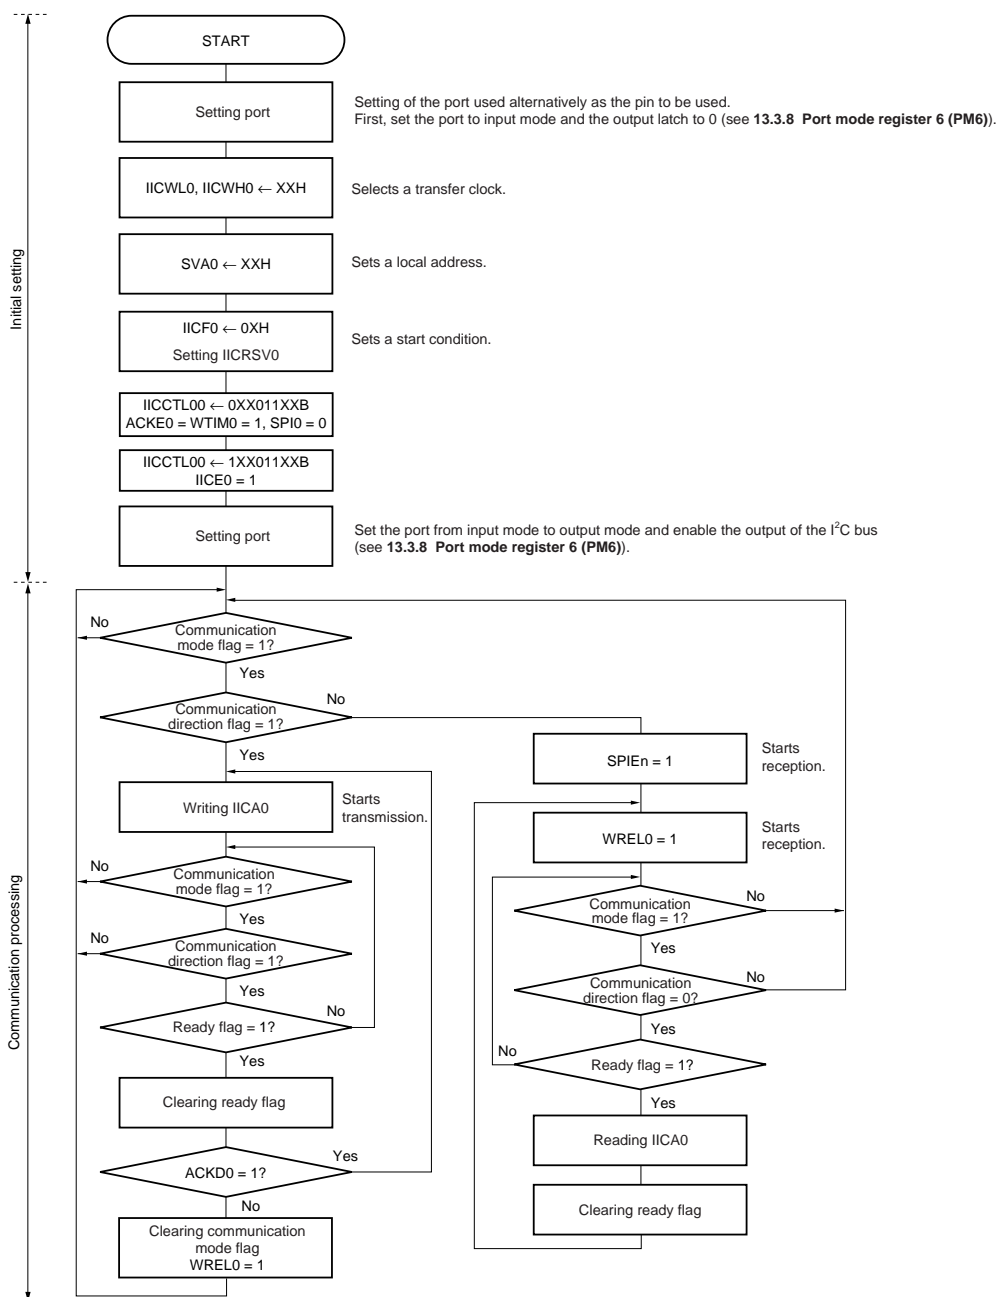 START
Setting port
Setting of the port used alternatively as the pin to be used.
First, set the port to input mode and the output latch to 0 (see 13.3.8 Port mode register 6 (PM6)).
IICWL0, IICWH0 ← XXH
Selects a transfer clock.
SVA0 ← XXH
Sets a local address.
IICF0 ← 0XH
Setting IICRSV0
Sets a start condition.
IICCTL00 ← 0XX011XXB
ACKE0 = WTIM0 = 1, SPI0 = 0
IICCTL00 ← 1XX011XXB
IICE0 = 1
Setting port
Set the port from input mode to output mode and enable the output of the I²C bus
(see 13.3.8 Port mode register 6 (PM6)).
Initial setting
Communication processing
No
Communication
mode flag = 1?
Yes
Communication
direction flag = 1?
No
Yes
Writing IICA0
Starts
transmission.
No
Communication
mode flag = 1?
Yes
No
Communication
direction flag = 1?
Yes
Ready flag = 1?
No
Yes
Clearing ready flag
ACKD0 = 1?
Yes
No
Clearing communication
mode flag
WREL0 = 1
SPIEn = 1
Starts
reception.
WREL0 = 1
Starts
reception.
Communication
mode flag = 1?
No
Yes
Communication
direction flag = 0?
No
Yes
No
Ready flag = 1?
Yes
Reading IICA0
Clearing ready flag